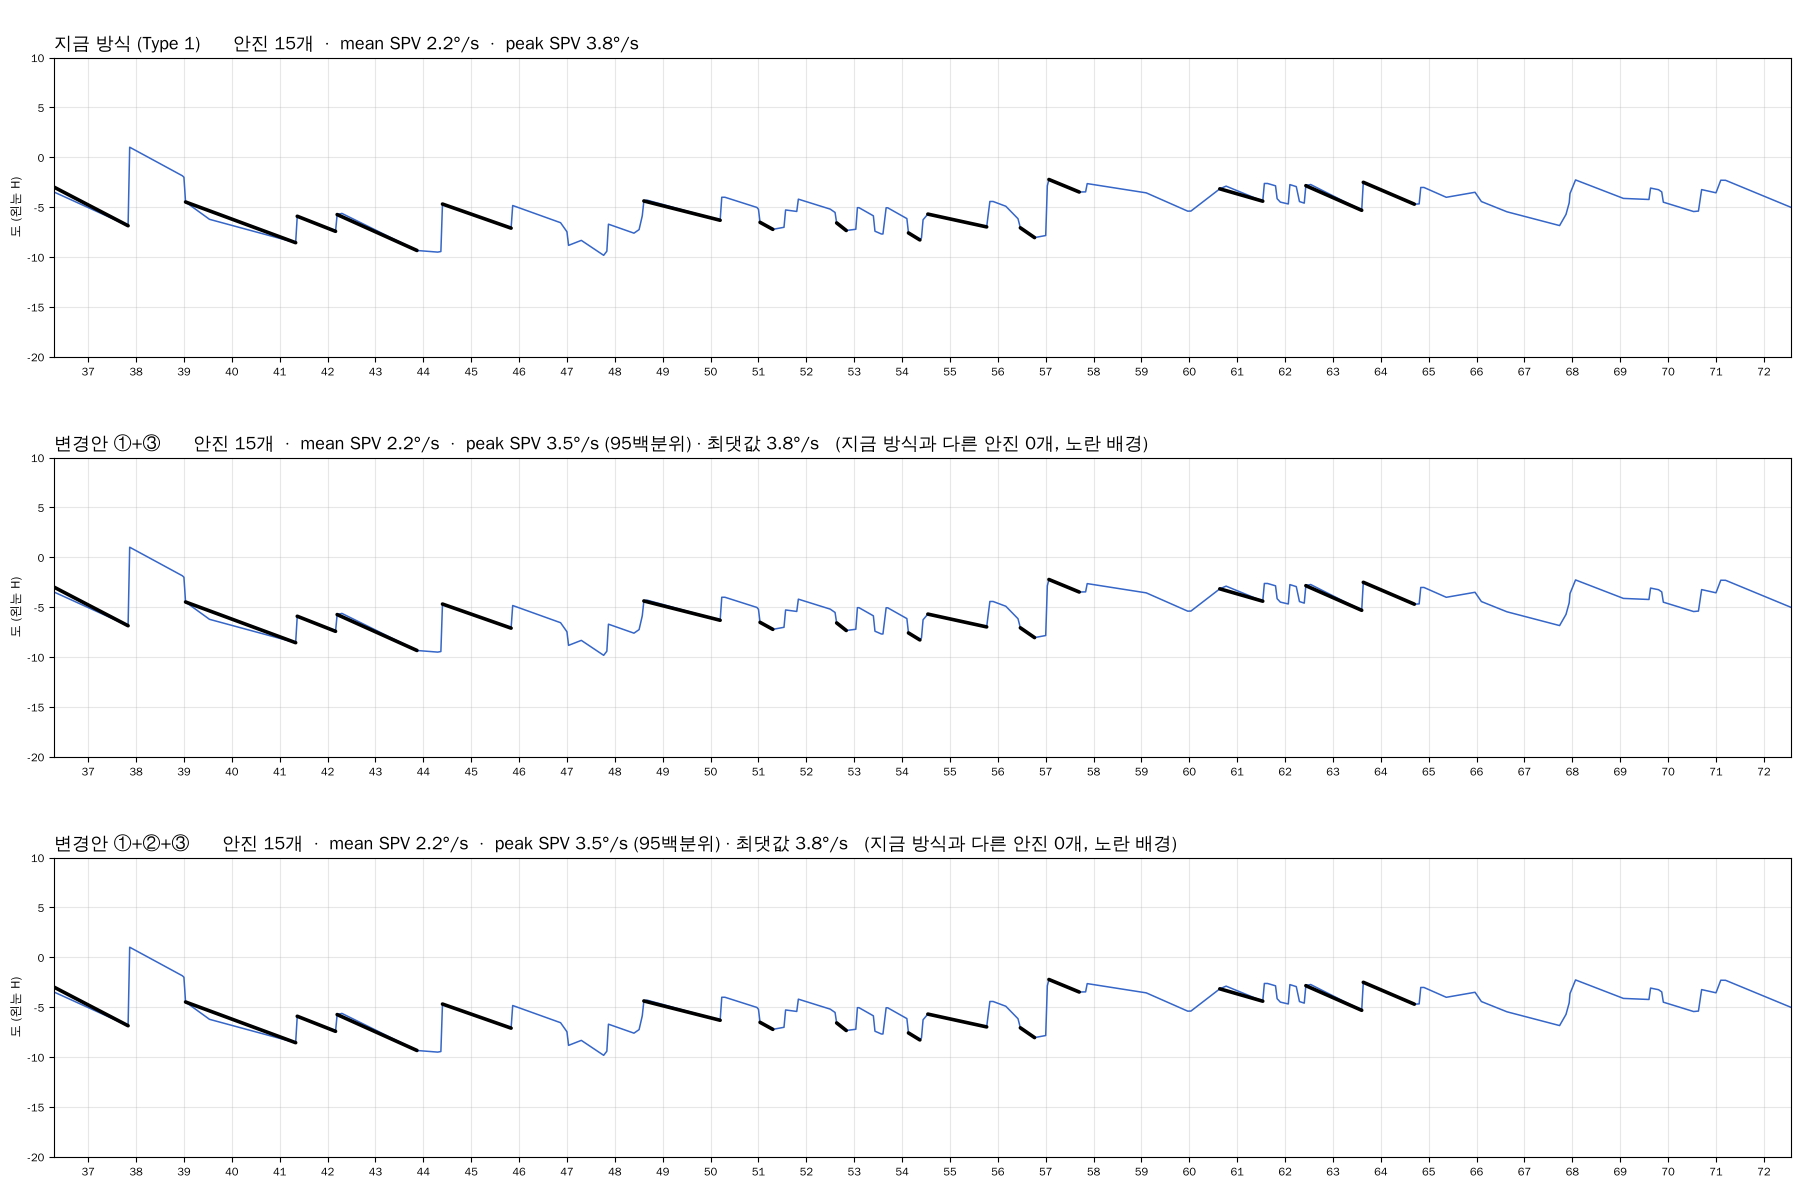 지금 방식 (Type 1) 안진 15개 · mean SPV 2.2°/s · peak SPV 3.8°/s
10
5
0
-5
-10
-15
-20
도 (왼눈 H)
37 38 39 40 41 42 43 44 45 46 47 48 49 50 51 52 53 54 55 56 57 58 59 60 61 62 63 64 65 66 67 68 69 70 71 72
변경안 ①+③ 안진 15개 · mean SPV 2.2°/s · peak SPV 3.5°/s (95백분위) · 최댓값 3.8°/s (지금 방식과 다른 안진 0개, 노란 배경)
10
5
0
-5
-10
-15
-20
도 (왼눈 H)
37 38 39 40 41 42 43 44 45 46 47 48 49 50 51 52 53 54 55 56 57 58 59 60 61 62 63 64 65 66 67 68 69 70 71 72
변경안 ①+②+③ 안진 15개 · mean SPV 2.2°/s · peak SPV 3.5°/s (95백분위) · 최댓값 3.8°/s (지금 방식과 다른 안진 0개, 노란 배경)
10
5
0
-5
-10
-15
-20
도 (왼눈 H)
37 38 39 40 41 42 43 44 45 46 47 48 49 50 51 52 53 54 55 56 57 58 59 60 61 62 63 64 65 66 67 68 69 70 71 72